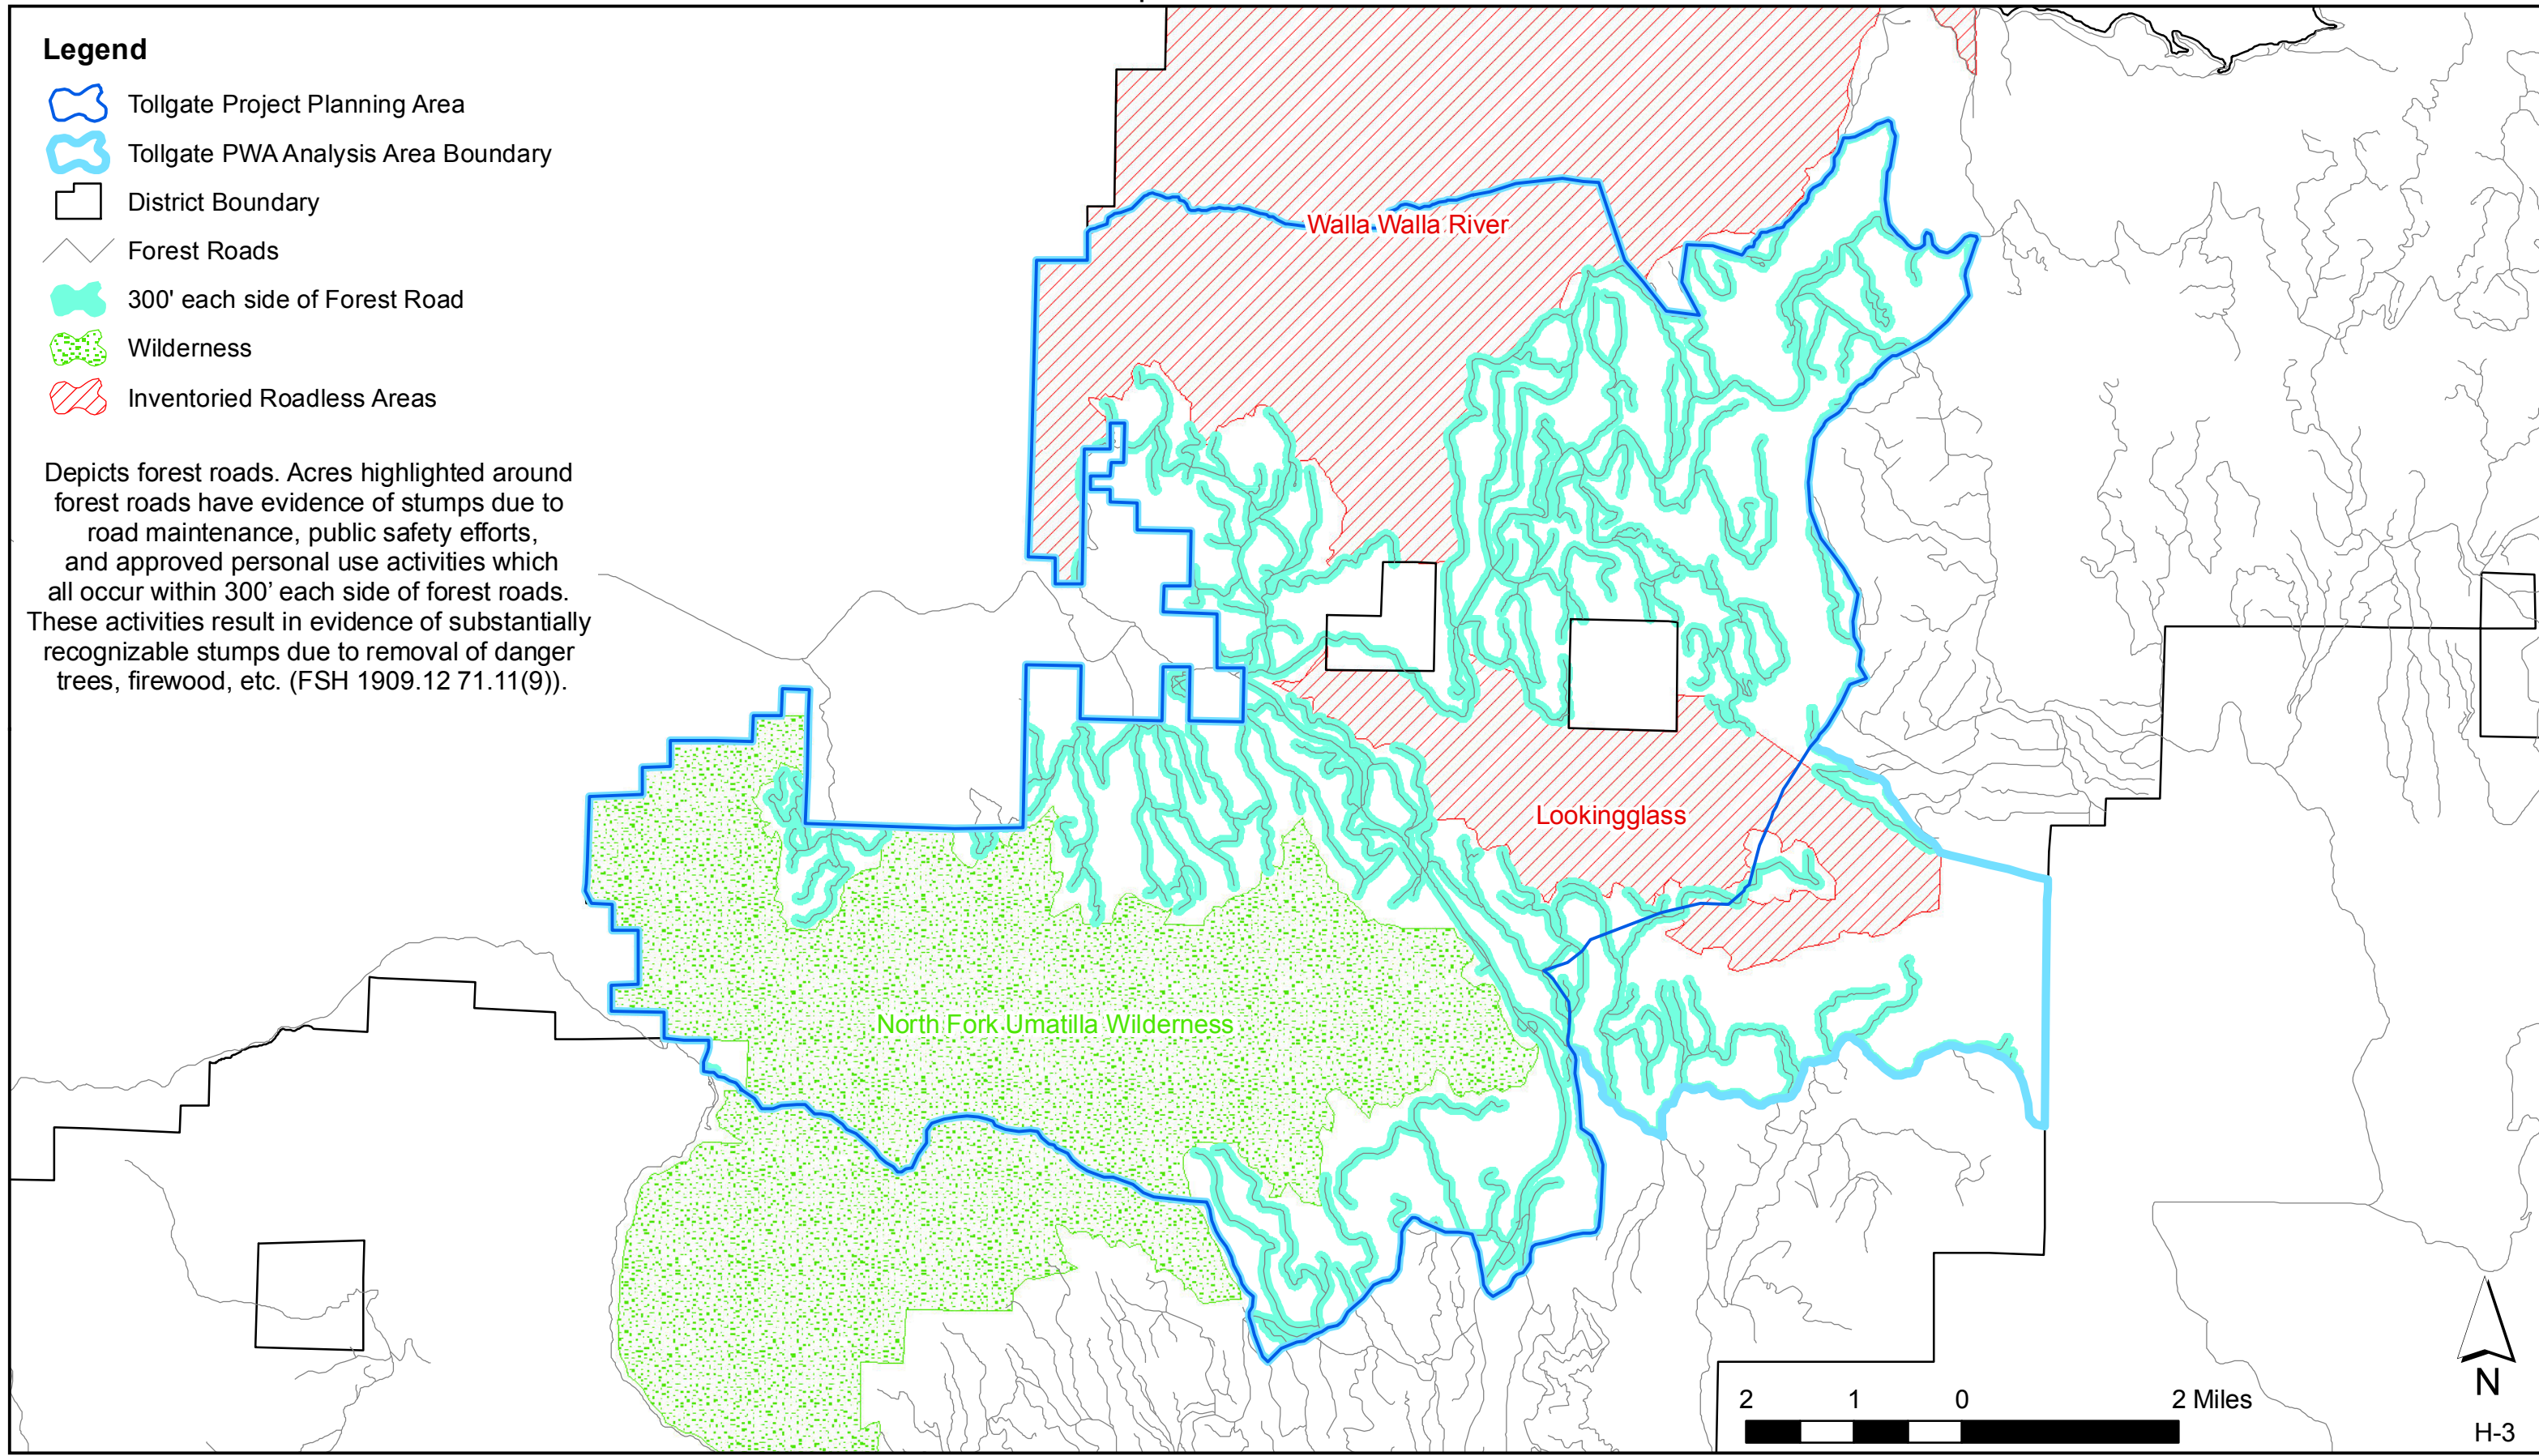 Legend
Tollgate Project Planning Area
Tollgate PWA Analysis Area Boundary
District Boundary
Forest Roads
300' each side of Forest Road
Wilderness
Inventoried Roadless Areas
Depicts forest roads. Acres highlighted around
forest roads have evidence of stumps due to
road maintenance, public safety efforts,
and approved personal use activities which
all occur within 300’ each side of forest roads.
These activities result in evidence of substantially
recognizable stumps due to removal of danger
trees, firewood, etc. (FSH 1909.12 71.11(9)).
Walla Walla River
Lookingglass
North Fork Umatilla Wilderness
2 1 0 2 Miles
N
H-3